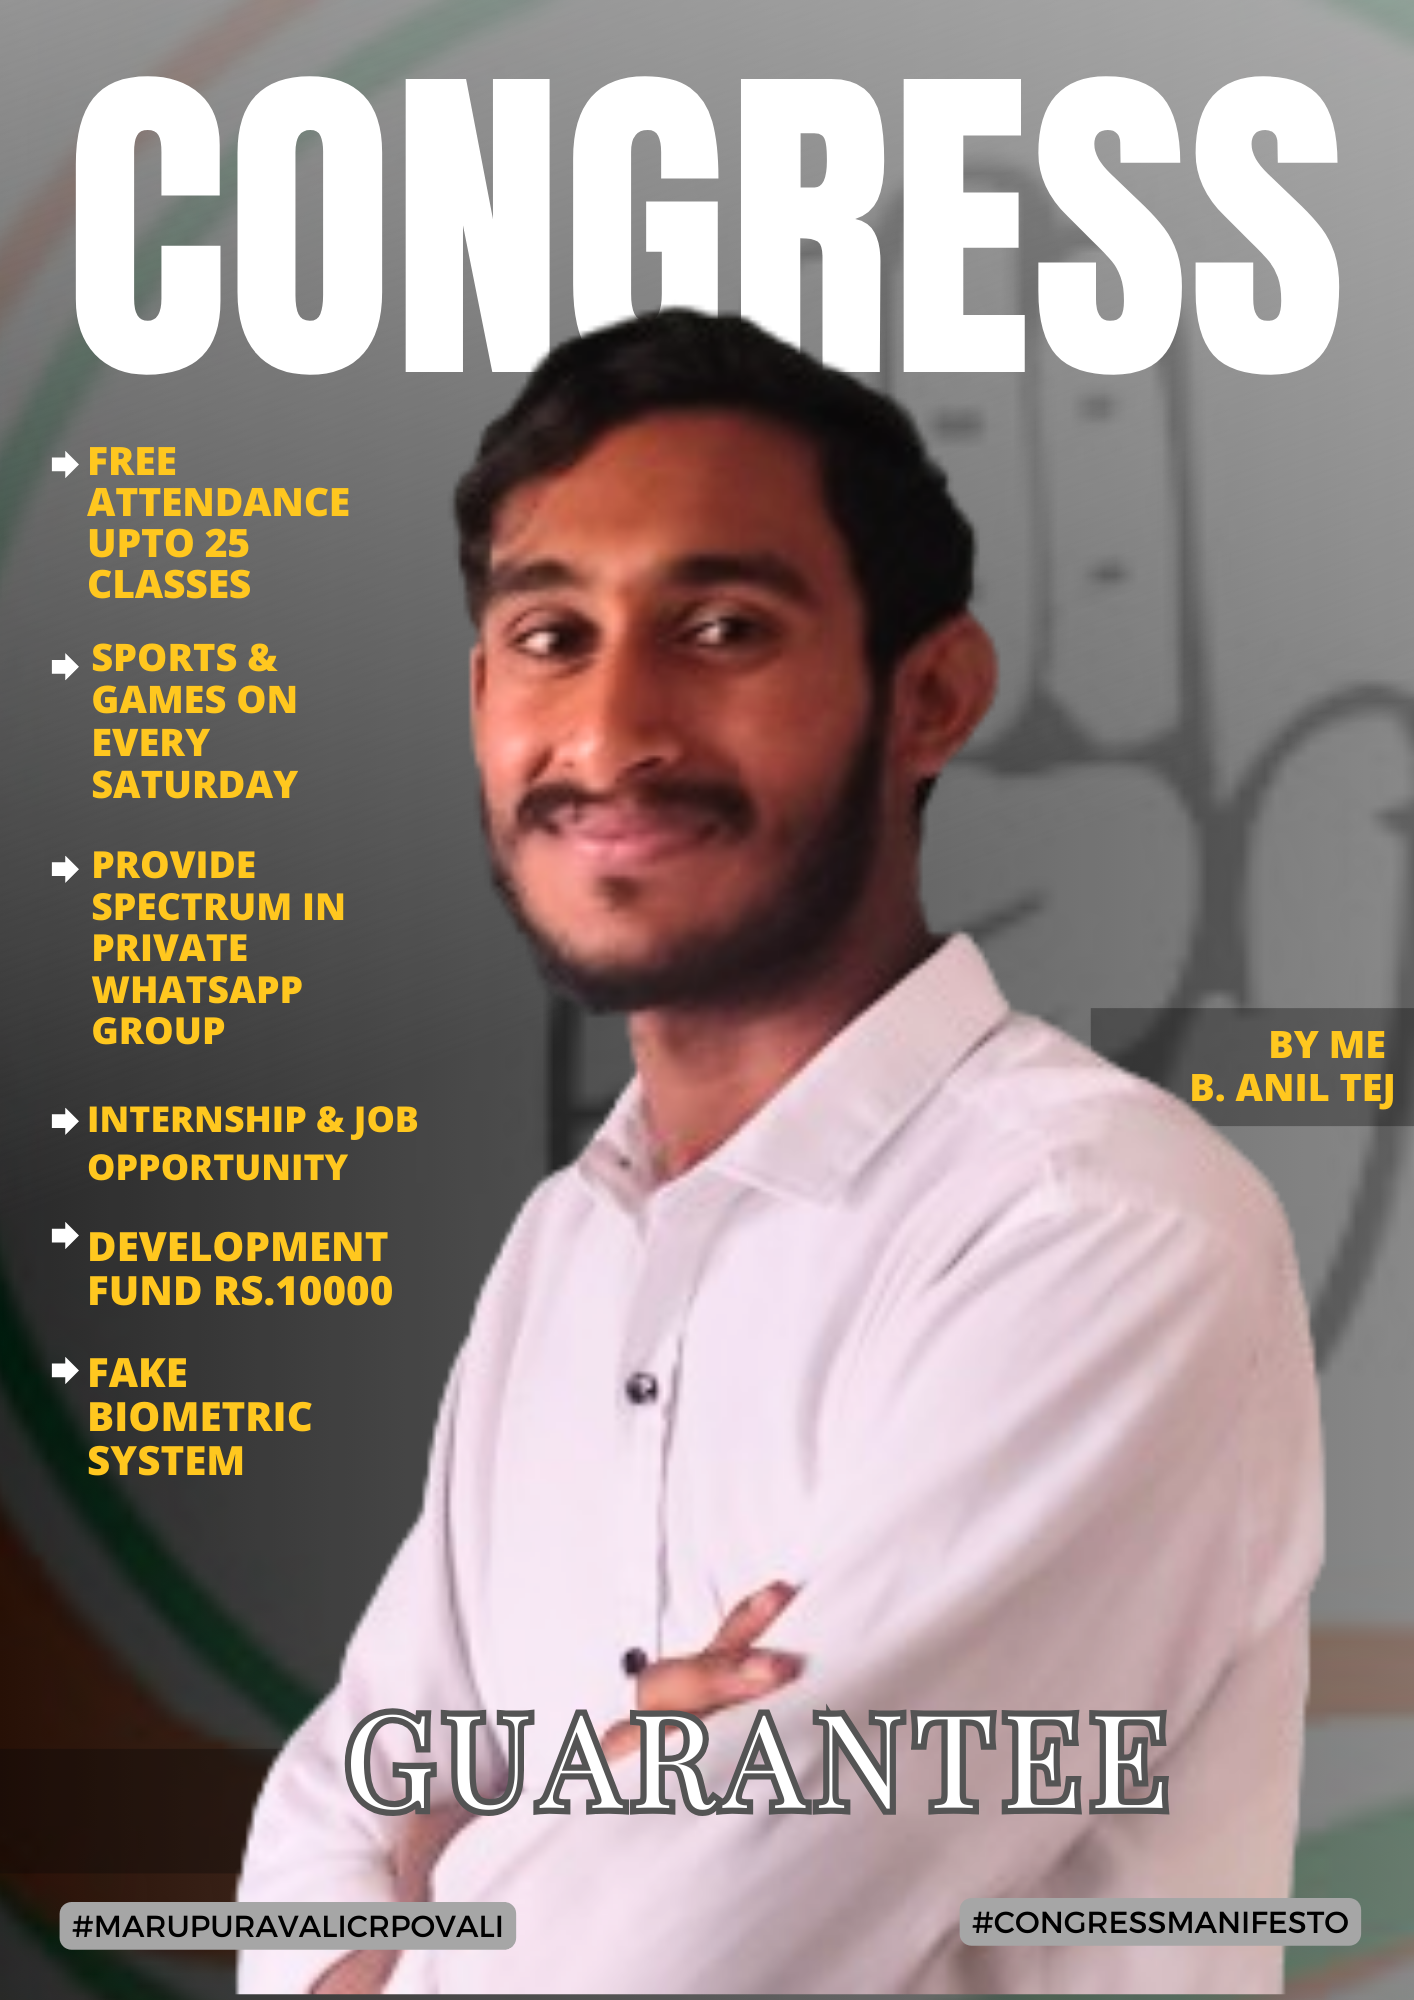 CONGRESS
FREE
ATTENDANCE
UPTO 25
CLASSES
SPORTS &
GAMES ON
EVERY
SATURDAY
PROVIDE
SPECTRUM IN
PRIVATE
WHATSAPP
GROUP
INTERNSHIP & JOB
OPPORTUNITY
DEVELOPMENT
FUND RS.10000
FAKE
BIOMETRIC
SYSTEM
BY ME
B. ANIL TEJ
GUARANTEE
#MARUPURAVALICRPOVALI
#CONGRESSMANIFESTO